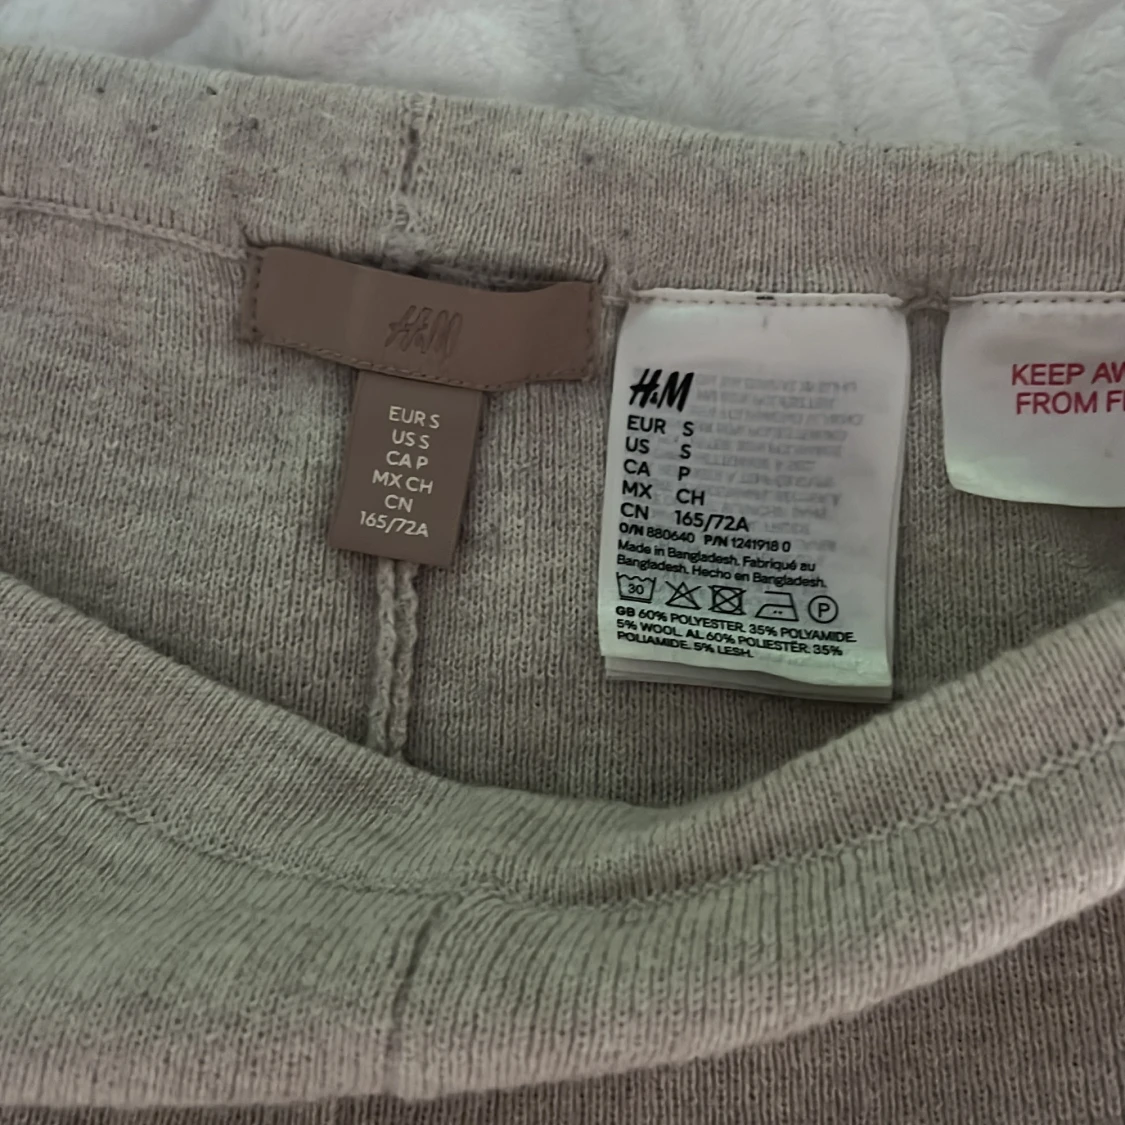 H&M
EUR S
US S
CA P
MX CH
CN
165/72A
H&M
EUR S
US S
CA P
MX CH
CN 165/72A
O/N 880640 P/N 1241918 0
Made in Bangladesh. Fabriqué au
Bangladesh. Hecho en Bangladesh.
30 P
GB 60% POLYESTER. 35% POLYAMIDE.
5% WOOL. AL 60% POLIESTËR. 35%
POLIAMIDE. 5% LESH.
KEEP AW
FROM FI